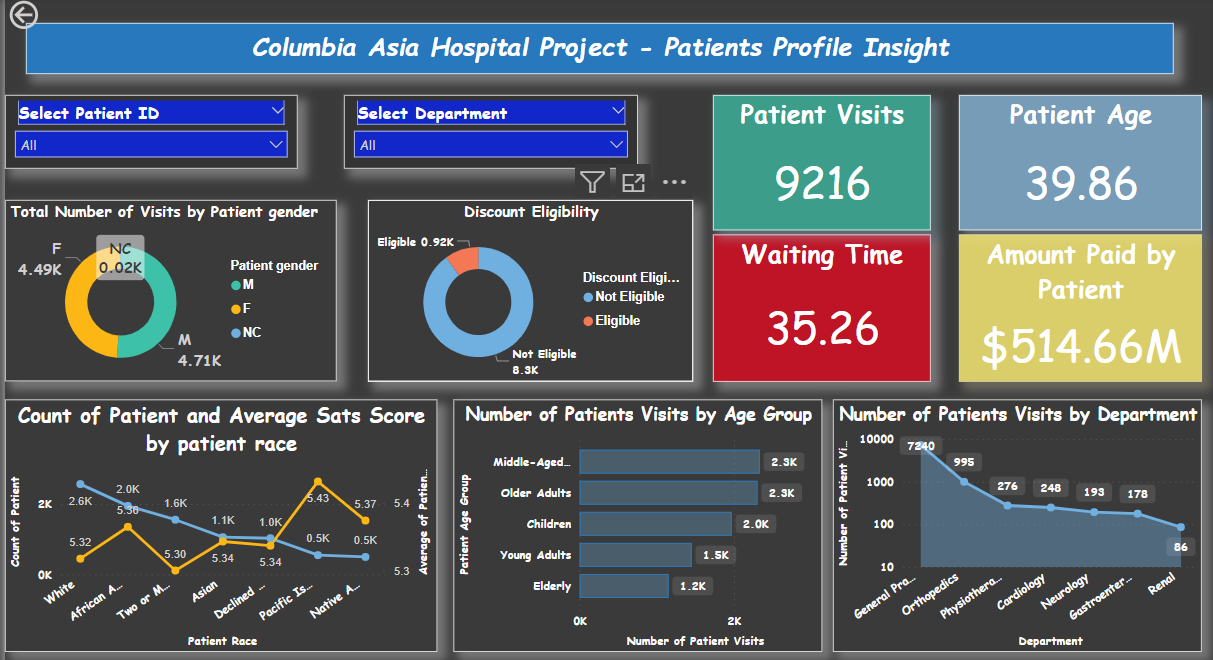 Columbia Asia Hospital Project - Patients Profile Insight
Select Patient ID
All
Select Department
All
Patient Visits
9216
Patient Age
39.86
Waiting Time
35.26
Amount Paid by
Patient
$514.66M
Total Number of Visits by Patient gender
F
4.49K
NC
0.02K
M
4.71K
Patient gender
M
F
NC
Discount Eligibility
Eligible 0.92K
Not Eligible
8.3K
Discount Eligi...
Not Eligible
Eligible
Count of Patient and Average Sats Score
by patient race
Count of Patient
2K
0K
2.6K
2.0K
1.6K
1.1K
1.0K
0.5K
0.5K
5.32
5.36
5.30
5.34
5.34
5.43
5.37
5.4
5.3
Average of Patien...
White
African A...
Two or M...
Asian
Declined ...
Pacific Is...
Native A...
Patient Race
Number of Patients Visits by Age Group
Patient Age Group
Middle-Aged... 2.3K
Older Adults 2.3K
Children 2.0K
Young Adults 1.5K
Elderly 1.2K
0K 2K
Number of Patient Visits
Number of Patients Visits by Department
Number of Patient Vi...
10000
1000
100
10
7240
995
276
248
193
178
86
General Pra...
Orthopedics
Physiothera...
Cardiology
Neurology
Gastroenter...
Renal
Department